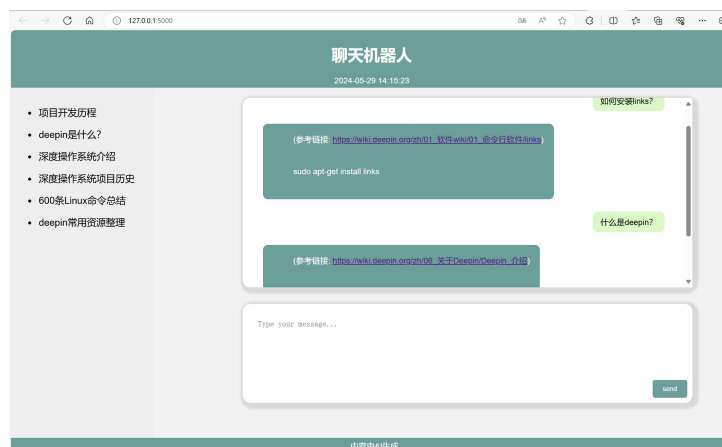 127.0.0.1:5000
聊天机器人
2024-05-29 14:15:23
项目开发历程
deepin是什么?
深度操作系统介绍
深度操作系统项目历史
600条Linux命令总结
deepin常用资源整理
如何安装links?
(参考链接: https://wiki.deepin.org/zh/01_软件wiki/01_命令行软件/links)
sudo apt-get install links
什么是deepin?
(参考链接: https://wiki.deepin.org/zh/06_关于Deepin/Deepin_介绍)
Type your message...
send
内容由AI生成